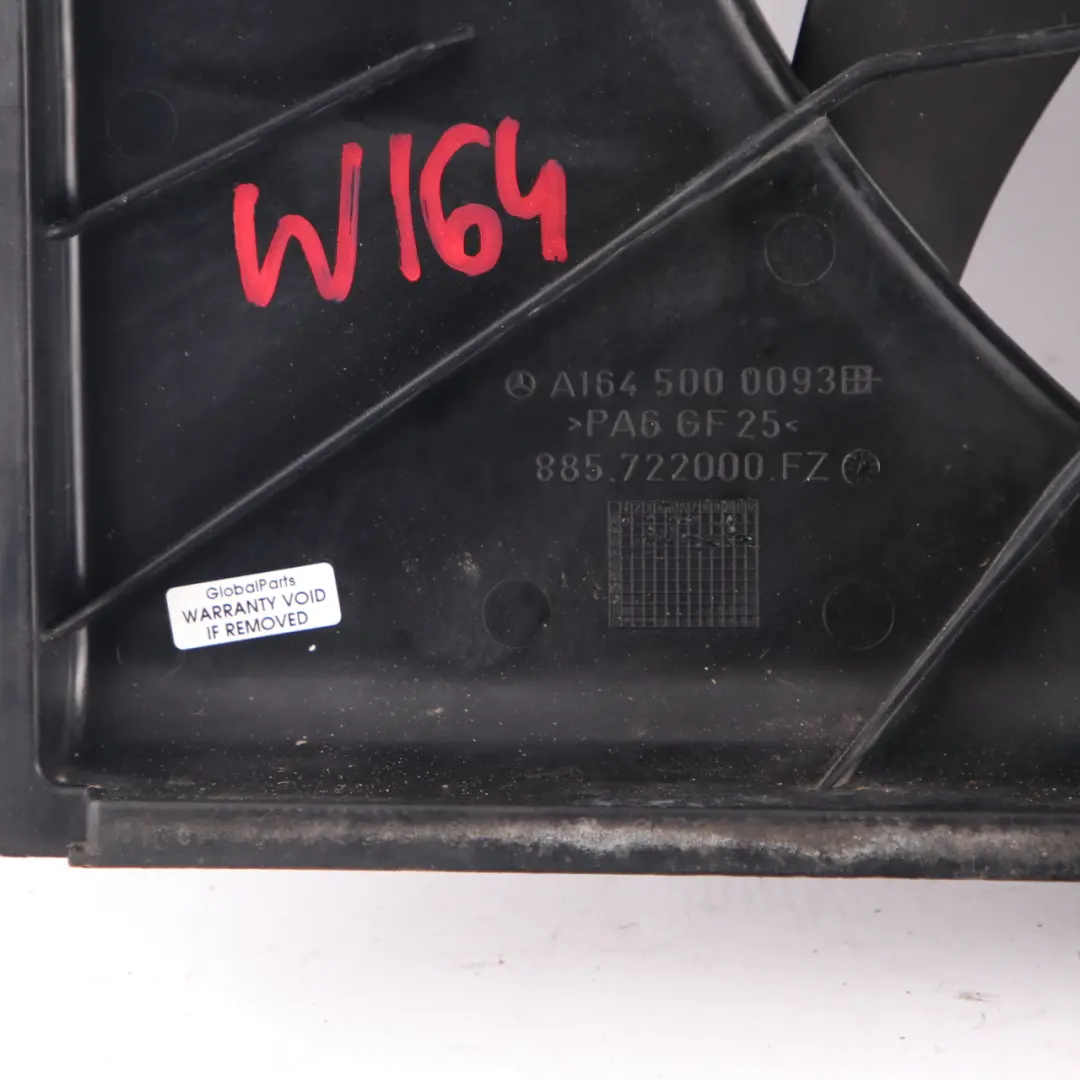 W164
A164 500 0093
>PA6 GF25<
885.722000.FZ
GlobalParts
WARRANTY VOID
IF REMOVED